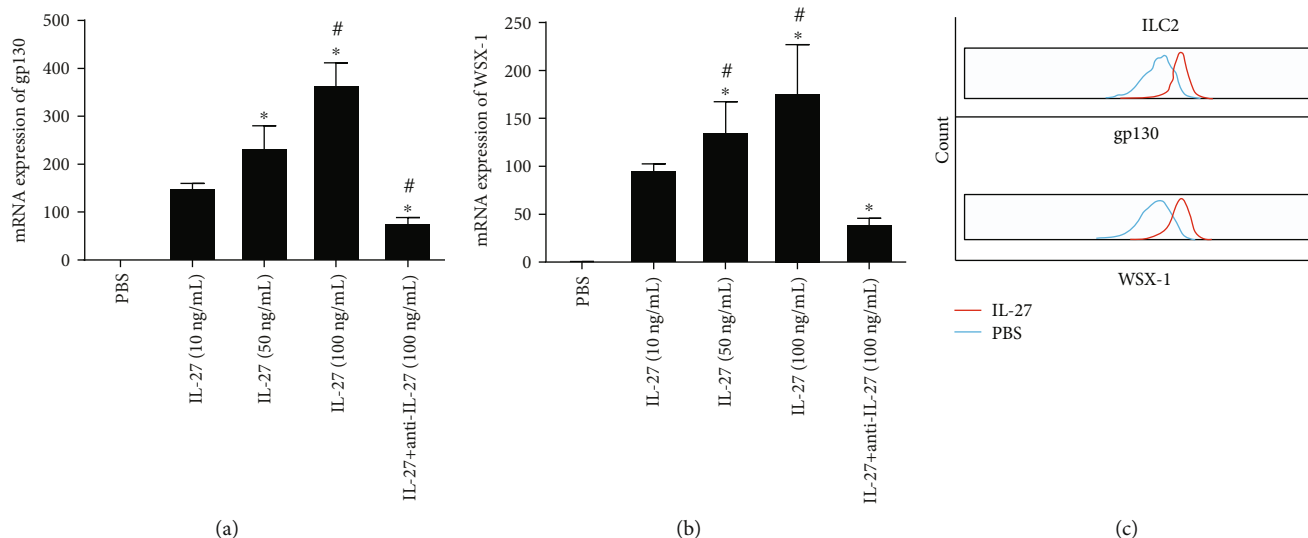 mRNA expression of gp130
500
400
300
200
100
0
#
*
*
#
*
PBS
IL-27 (10 ng/mL)
IL-27 (50 ng/mL)
IL-27 (100 ng/mL)
IL-27+anti-IL-27 (100 ng/mL)
(a)
mRNA expression of WSX-1
250
200
150
100
50
0
#
*
#
*
*
PBS
IL-27 (10 ng/mL)
IL-27 (50 ng/mL)
IL-27 (100 ng/mL)
IL-27+anti-IL-27 (100 ng/mL)
(b)
ILC2
Count
gp130
WSX-1
IL-27
PBS
(c)